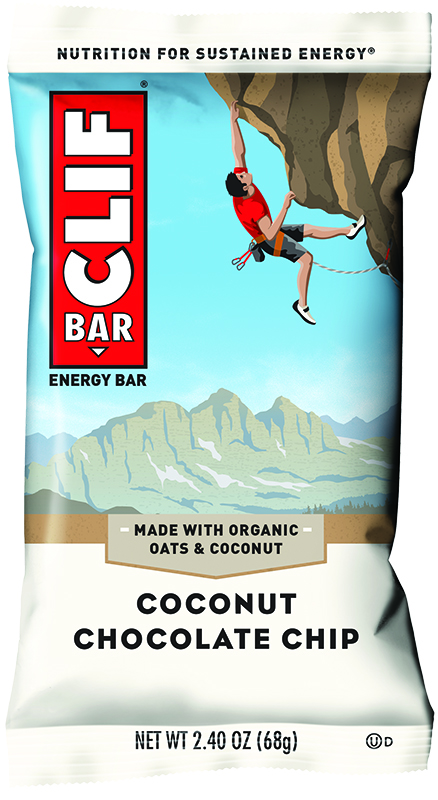 NUTRITION FOR SUSTAINED ENERGY®
CLIF®
BAR
ENERGY BAR
- MADE WITH ORGANIC -
OATS & COCONUT
COCONUT
CHOCOLATE CHIP
NET WT 2.40 OZ (68g)
Ⓤ D